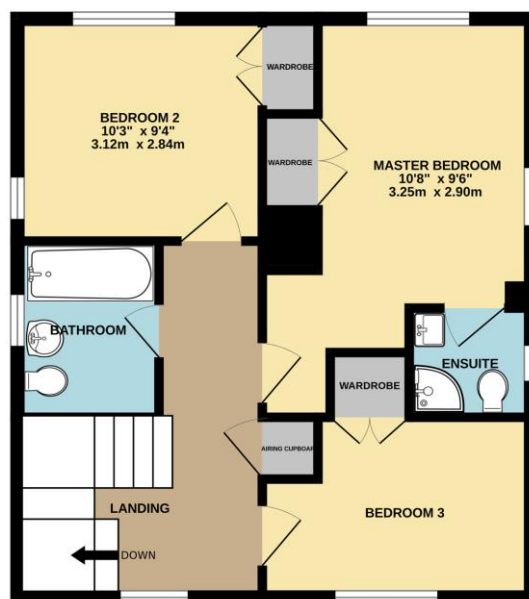 WARDROBE
BEDROOM 2
10'3" x 9'4"
3.12m x 2.84m
WARDROBE
MASTER BEDROOM
10'8" x 9'6"
3.25m x 2.90m
BATHROOM
ENSUITE
WARDROBE
AIRING CUPBOARD
LANDING
BEDROOM 3
DOWN